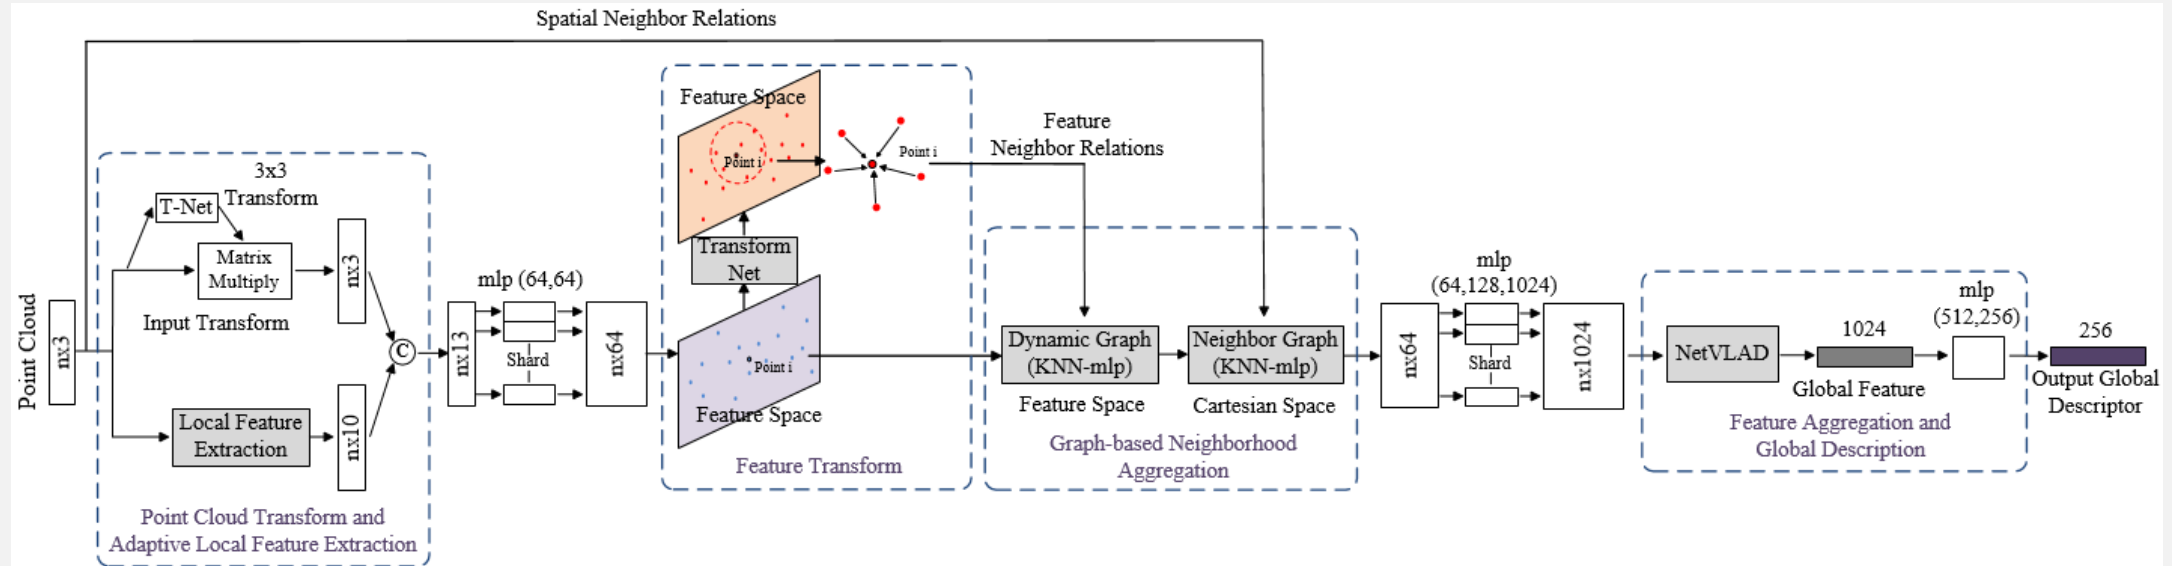 Spatial Neighbor Relations
Point Cloud
nx3
3x3
Transform
T-Net
Matrix
Multiply
Input Transform
nx3
Local Feature
Extraction
nx10
C
Point Cloud Transform and
Adaptive Local Feature Extraction
nx13
mlp (64,64)
Shard
nx64
Feature Space
Point i
Point i
Transform
Net
Point i
Feature Space
Feature Transform
Feature
Neighbor Relations
Dynamic Graph
(KNN-mlp)
Feature Space
Neighbor Graph
(KNN-mlp)
Cartesian Space
Graph-based Neighborhood
Aggregation
nx64
mlp
(64,128,1024)
Shard
nx1024
NetVLAD
1024
Global Feature
mlp
(512,256)
Feature Aggregation and
Global Description
256
Output Global
Descriptor